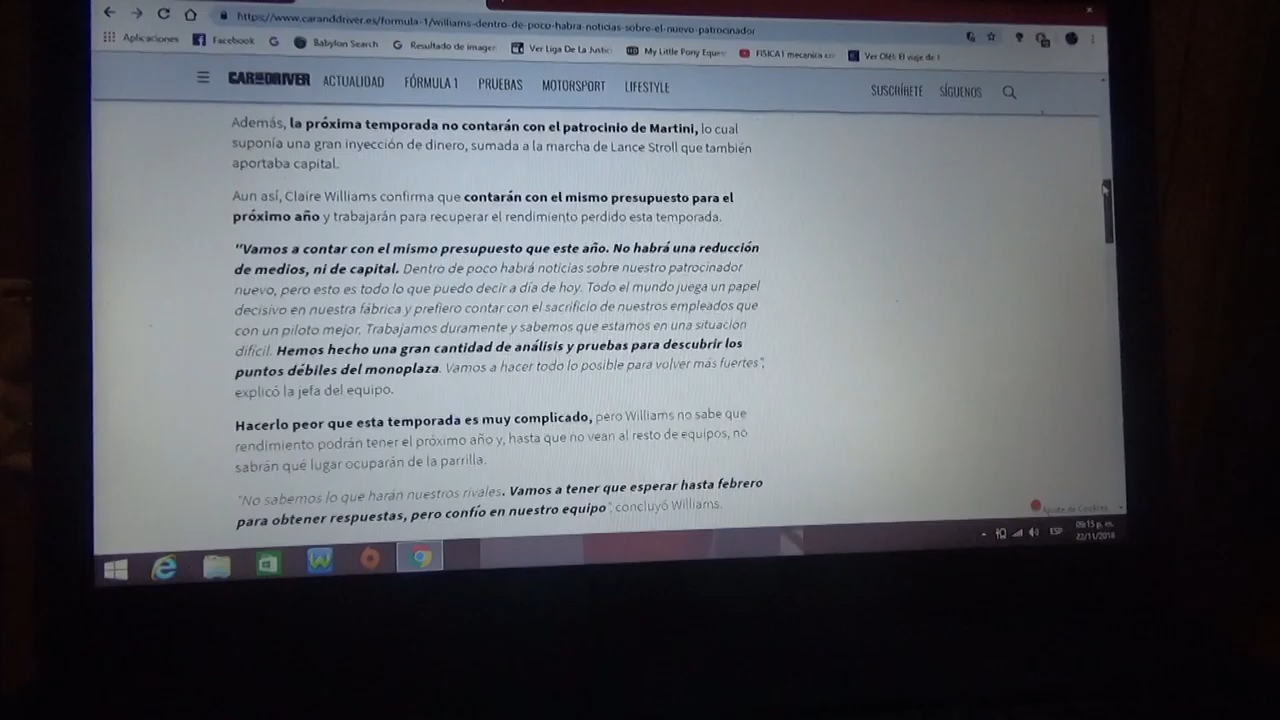 https://www.caranddriver.es/formula-1/williams-dentro-de-poco-habra-noticias-sobre-el-nuevo-patrocinador
Aplicaciones Facebook Babylon Search Resultado de imagen Ver Liga De La Justic My Little Pony Eques FISICA1 mecanica Ver Olé! El viaje de
CAR AND DRIVER ACTUALIDAD FÓRMULA 1 PRUEBAS MOTORSPORT LIFESTYLE SUSCRÍBETE SÍGUENOS
Además, la próxima temporada no contarán con el patrocinio de Martini, lo cual
suponía una gran inyección de dinero, sumada a la marcha de Lance Stroll que también
aportaba capital.
Aun así, Claire Williams confirma que contarán con el mismo presupuesto para el
próximo año y trabajarán para recuperar el rendimiento perdido esta temporada.
"Vamos a contar con el mismo presupuesto que este año. No habrá una reducción
de medios, ni de capital. Dentro de poco habrá noticias sobre nuestro patrocinador
nuevo, pero esto es todo lo que puedo decir a día de hoy. Todo el mundo juega un papel
decisivo en nuestra fábrica y prefiero contar con el sacrificio de nuestros empleados que
con un piloto mejor. Trabajamos duramente y sabemos que estamos en una situación
difícil. Hemos hecho una gran cantidad de análisis y pruebas para descubrir los
puntos débiles del monoplaza. Vamos a hacer todo lo posible para volver más fuertes",
explicó la jefa del equipo.
Hacerlo peor que esta temporada es muy complicado, pero Williams no sabe que
rendimiento podrán tener el próximo año y, hasta que no vean al resto de equipos, no
sabrán qué lugar ocuparán de la parrilla.
"No sabemos lo que harán nuestros rivales. Vamos a tener que esperar hasta febrero
para obtener respuestas, pero confío en nuestro equipo", concluyó Williams.
Ajuste de Cookies
ESP 09:15 p. m.
22/11/2018